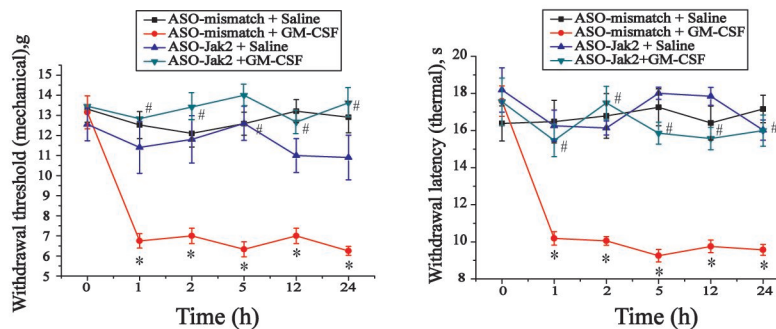 ASO-mismatch + Saline
ASO-mismatch + GM-CSF
ASO-Jak2 + Saline
ASO-Jak2 +GM-CSF
Withdrawal threshold (mechanical),g
14
13
12
11
10
9
8
7
6
5
# # # # #
* * * * *
0 1 2 5 12 24
Time (h)
ASO-mismatch + Saline
ASO-mismatch + GM-CSF
ASO-Jak2 + Saline
ASO-Jak2+GM-CSF
Withdrawal latency (thermal), s
20
18
16
14
12
10
8
# # # # #
* * * * *
0 1 2 5 12 24
Time (h)